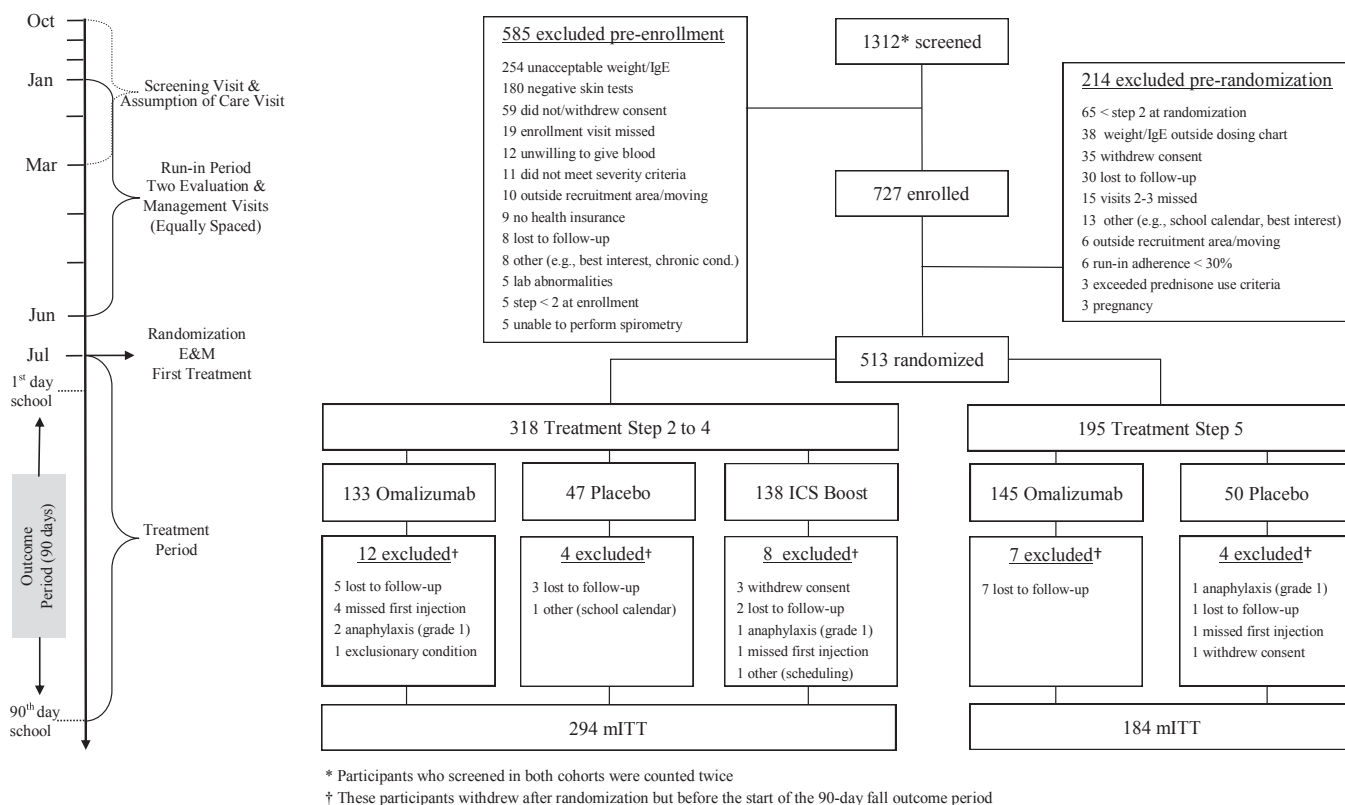 Oct
Jan
Mar
Jun
Jul
1st day
school
Outcome
Period (90 days)
90th day
school
Screening Visit &
Assumption of Care Visit
Run-in Period
Two Evaluation &
Management Visits
(Equally Spaced)
Randomization
E&M
First Treatment
Treatment
Period
585 excluded pre-enrollment
254 unacceptable weight/IgE
180 negative skin tests
59 did not/withdrew consent
19 enrollment visit missed
12 unwilling to give blood
11 did not meet severity criteria
10 outside recruitment area/moving
9 no health insurance
8 lost to follow-up
8 other (e.g., best interest, chronic cond.)
5 lab abnormalities
5 step < 2 at enrollment
5 unable to perform spirometry
1312* screened
727 enrolled
214 excluded pre-randomization
65 < step 2 at randomization
38 weight/IgE outside dosing chart
35 withdrew consent
30 lost to follow-up
15 visits 2-3 missed
13 other (e.g., school calendar, best interest)
6 outside recruitment area/moving
6 run-in adherence < 30%
3 exceeded prednisone use criteria
3 pregnancy
513 randomized
318 Treatment Step 2 to 4
195 Treatment Step 5
133 Omalizumab
47 Placebo
138 ICS Boost
145 Omalizumab
50 Placebo
12 excluded†
5 lost to follow-up
4 missed first injection
2 anaphylaxis (grade 1)
1 exclusionary condition
4 excluded†
3 lost to follow-up
1 other (school calendar)
8 excluded†
3 withdrew consent
2 lost to follow-up
1 anaphylaxis (grade 1)
1 missed first injection
1 other (scheduling)
7 excluded†
7 lost to follow-up
4 excluded†
1 anaphylaxis (grade 1)
1 lost to follow-up
1 missed first injection
1 withdrew consent
294 mITT
184 mITT
* Participants who screened in both cohorts were counted twice
† These participants withdrew after randomization but before the start of the 90-day fall outcome period